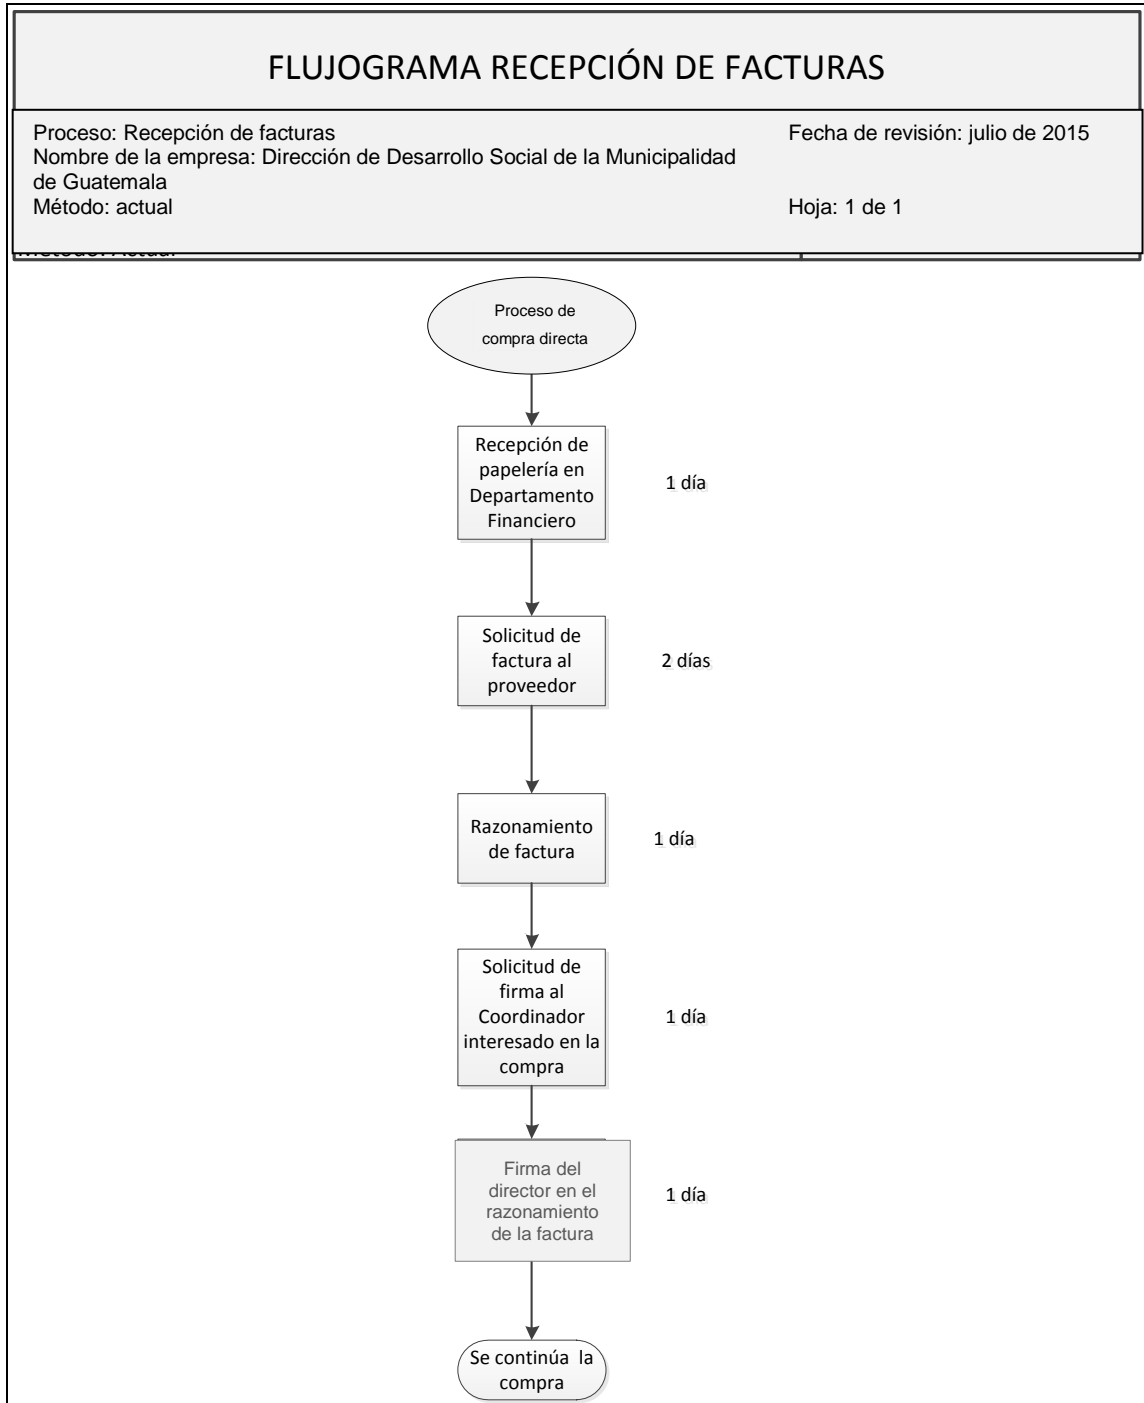 FLUJOGRAMA RECEPCIÓN DE FACTURAS
Proceso: Recepción de facturas
Fecha de revisión: julio de 2015
Nombre de la empresa: Dirección de Desarrollo Social de la Municipalidad
de Guatemala
Método: actual
Hoja: 1 de 1
Método: Actual
Proceso de
compra directa
Recepción de
papelería en
Departamento
Financiero
1 día
Solicitud de
factura al
proveedor
2 días
Razonamiento
de factura
1 día
Solicitud de
firma al
Coordinador
interesado en la
compra
1 día
Firma del
director en el
razonamiento
de la factura
1 día
Se continúa la
compra